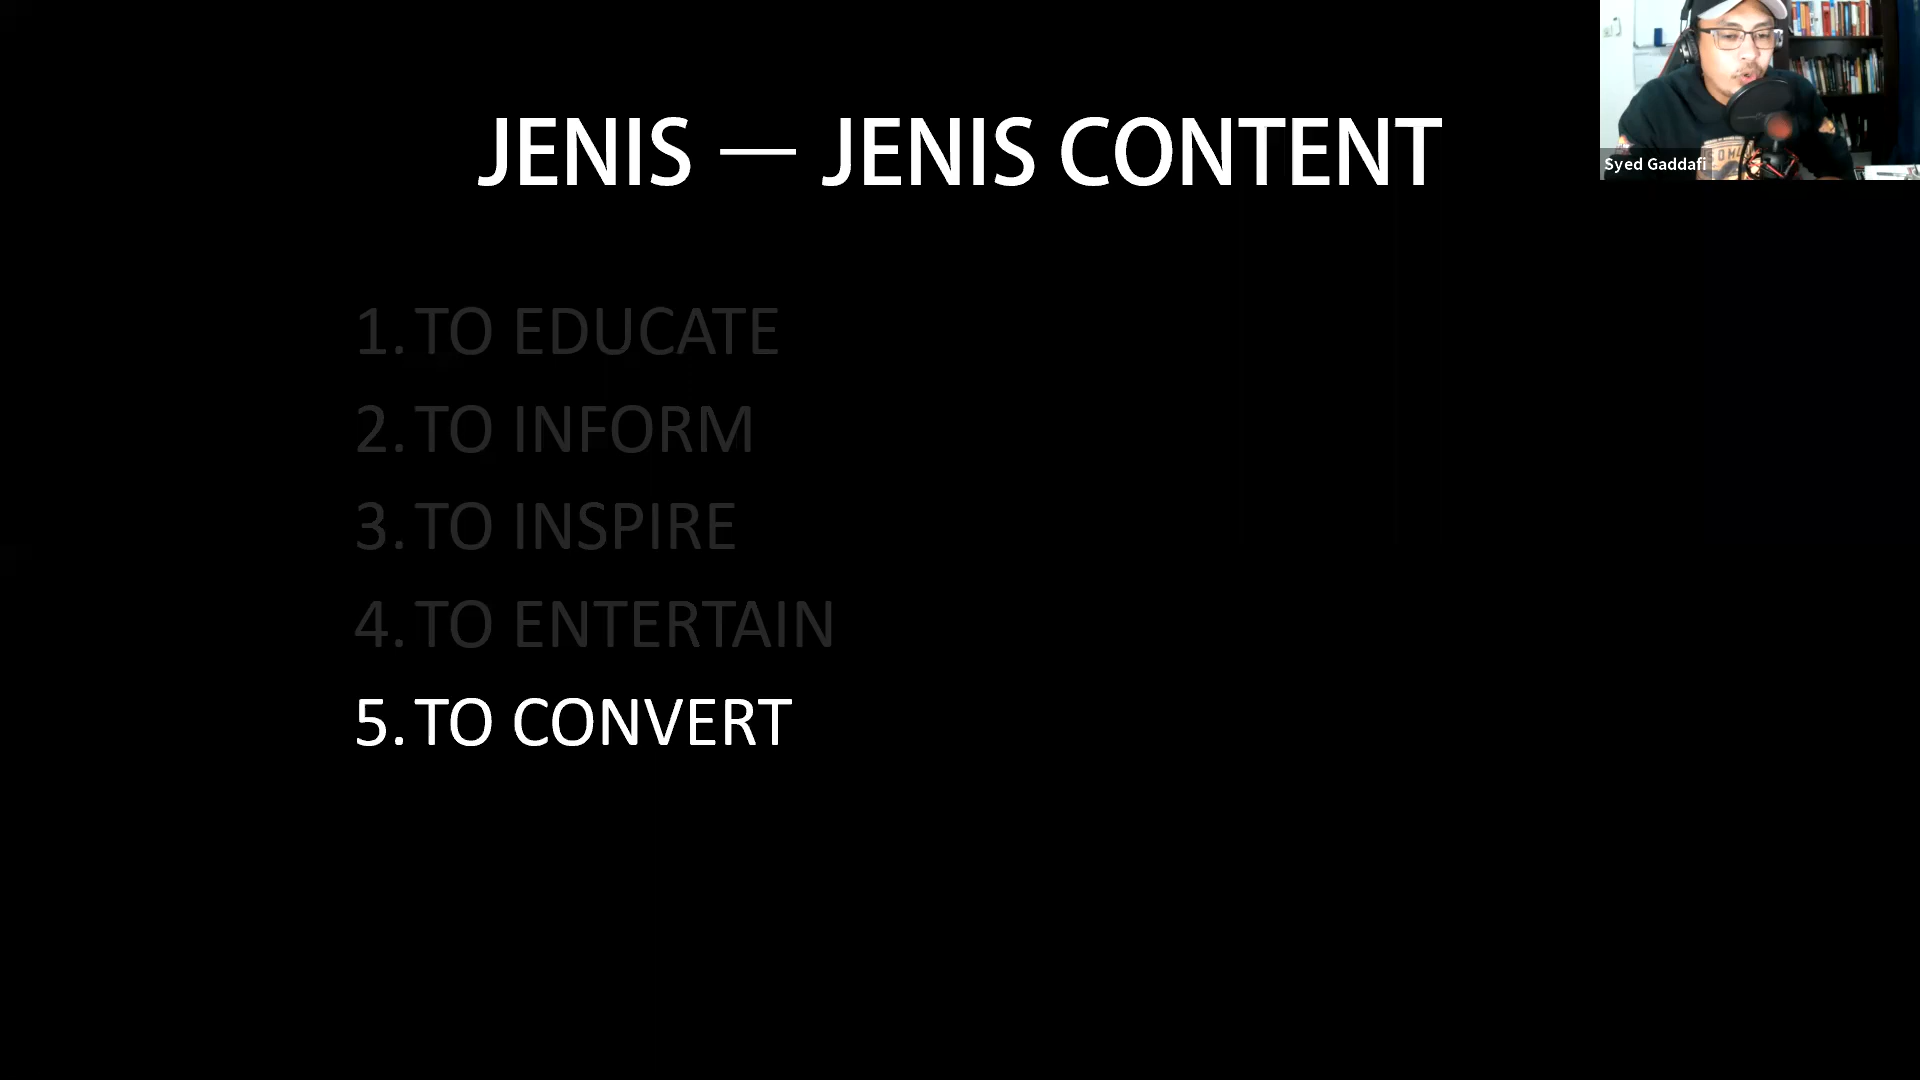 JENIS — JENIS CONTENT
Syed Gaddafi
1. TO EDUCATE
2. TO INFORM
3. TO INSPIRE
4. TO ENTERTAIN
5. TO CONVERT